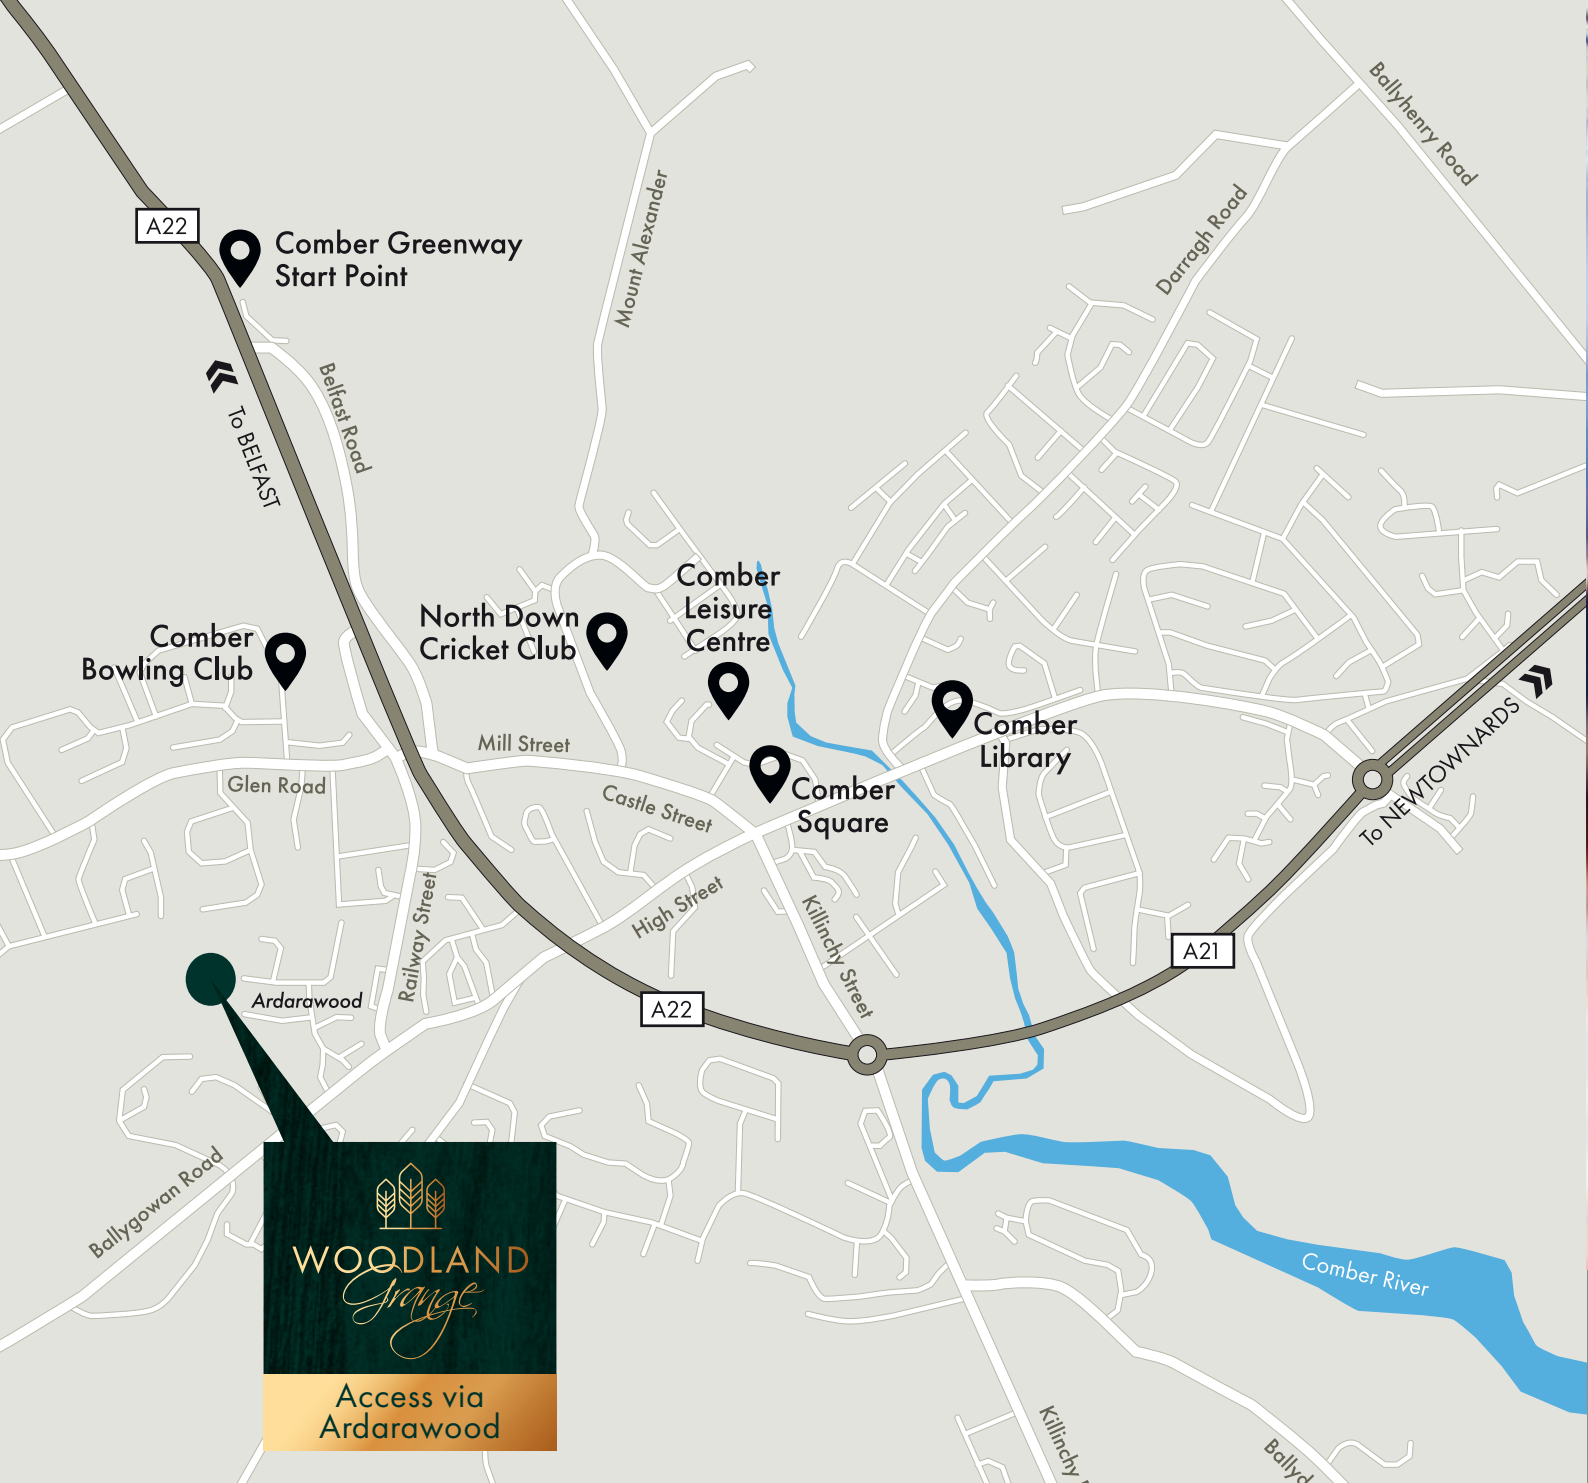 Ballyhenry Road
A22
Comber Greenway
Start Point
Mount Alexander
Darragh Road
Belfast Road
To BELFAST
Comber
Leisure
Centre
North Down
Cricket Club
Comber
Bowling Club
Comber
Library
Mill Street
Glen Road
Castle Street
Comber
Square
To NEWTOWNARDS
High Street
Railway Street
Killinchy Street
A21
Ardarawood
A22
Ballygowan Road
WOODLAND
Grange
Comber River
Access via
Ardarawood
Killinchy
Ballyd